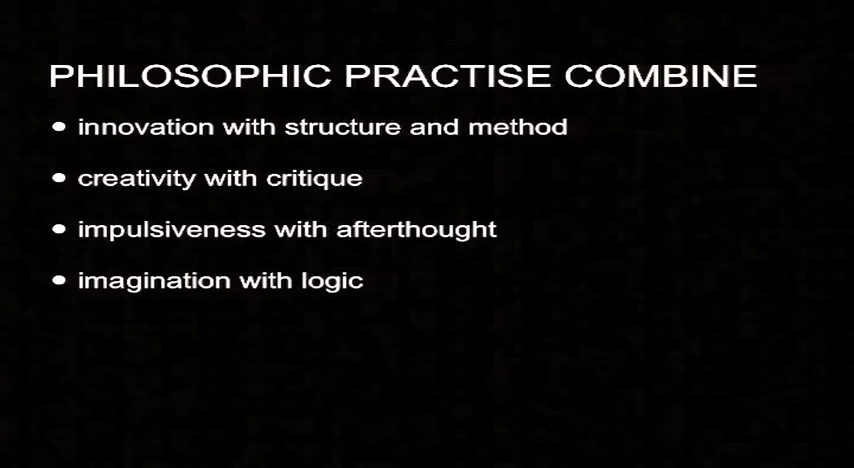 PHILOSOPHIC PRACTISE COMBINE
• innovation with structure and method
• creativity with critique
• impulsiveness with afterthought
• imagination with logic